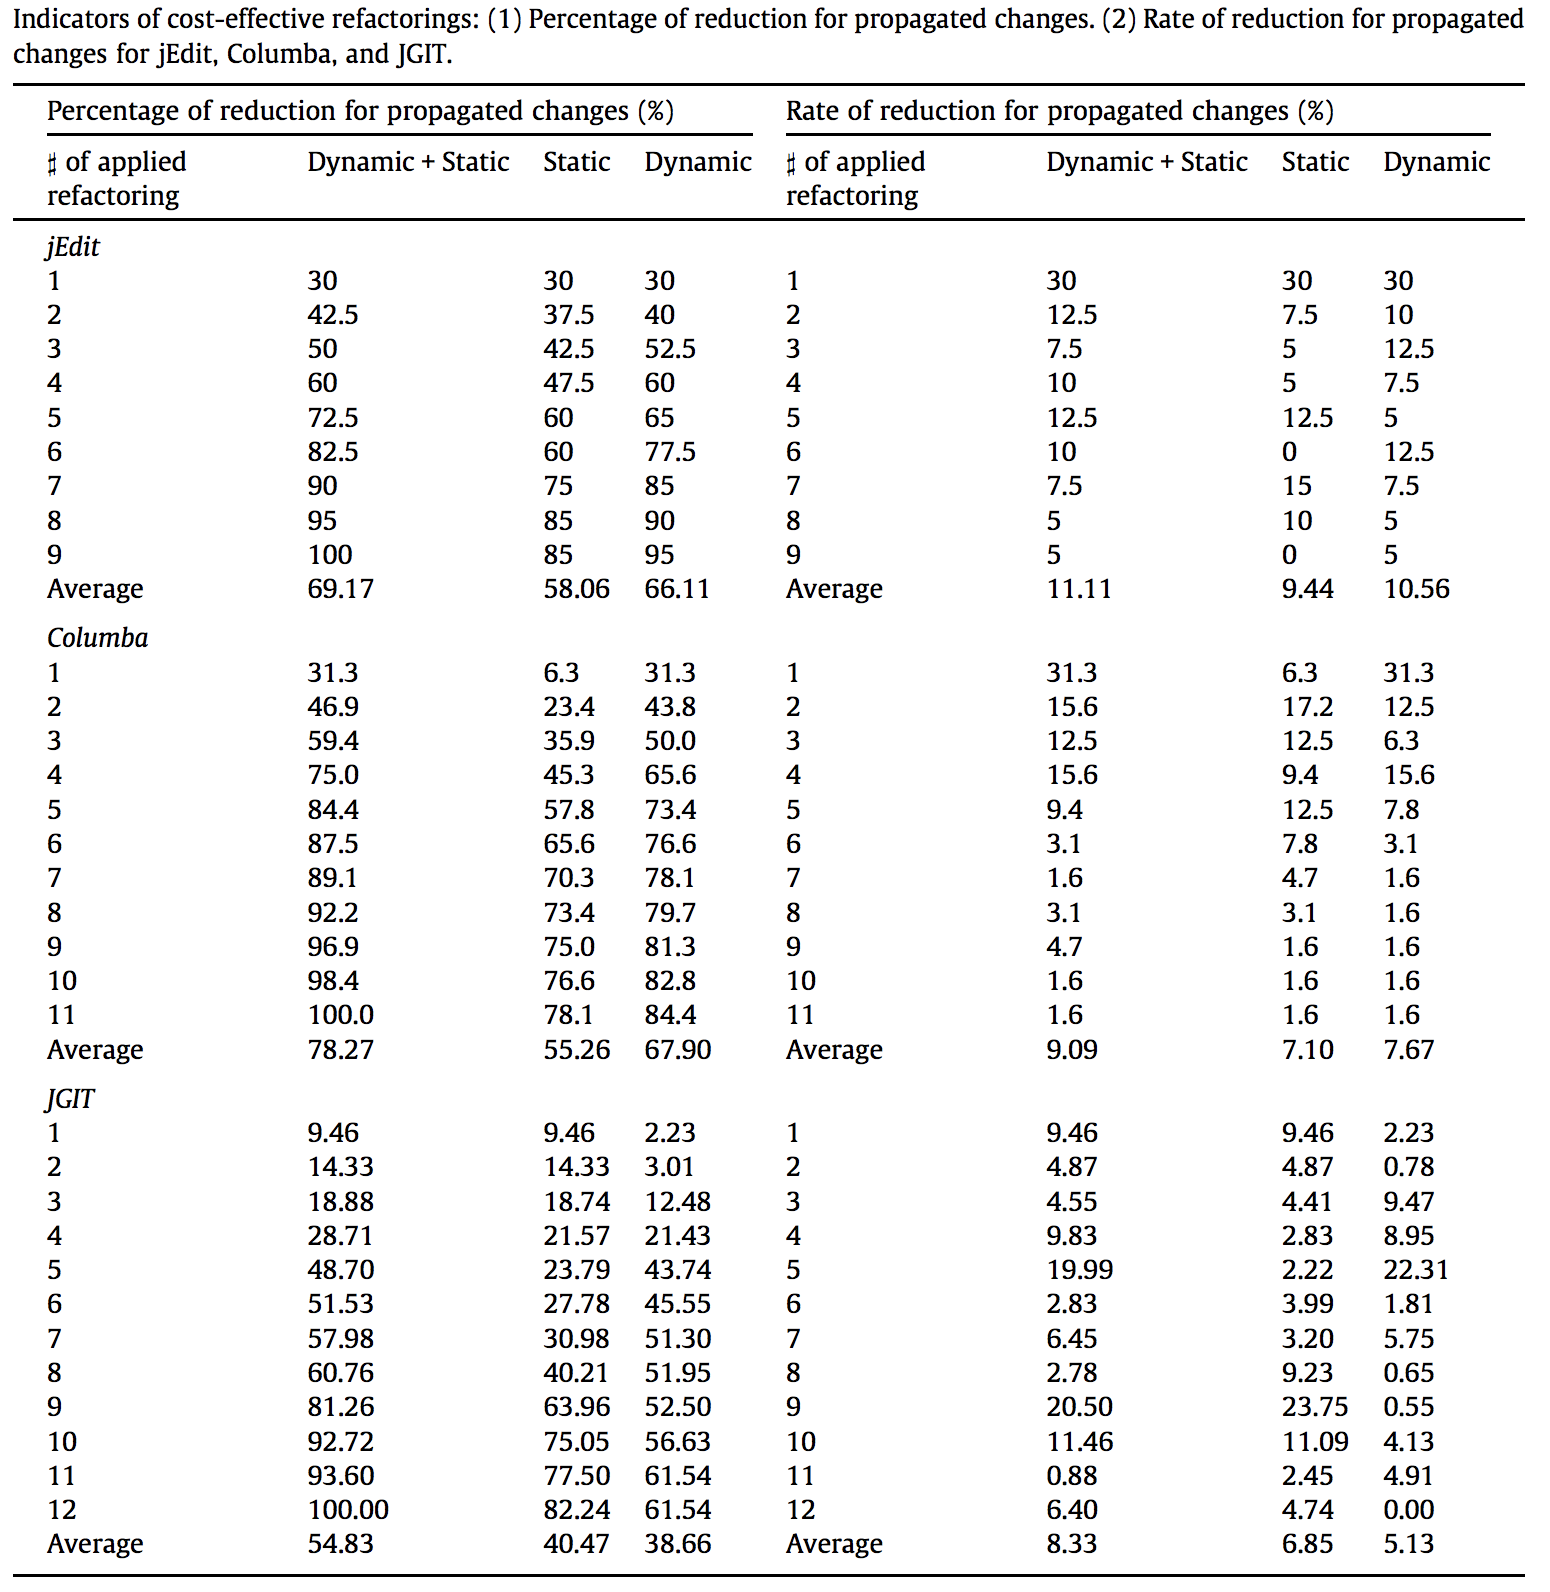 Indicators of cost-effective refactorings: (1) Percentage of reduction for propagated changes. (2) Rate of reduction for propagated
changes for jEdit, Columba, and JGIT.
Percentage of reduction for propagated changes (%) Rate of reduction for propagated changes (%)
♯ of applied refactoring Dynamic + Static Static Dynamic ♯ of applied refactoring Dynamic + Static Static Dynamic
jEdit
1 30 30 30 1 30 30 30
2 42.5 37.5 40 2 12.5 7.5 10
3 50 42.5 52.5 3 7.5 5 12.5
4 60 47.5 60 4 10 5 7.5
5 72.5 60 65 5 12.5 12.5 5
6 82.5 60 77.5 6 10 0 12.5
7 90 75 85 7 7.5 15 7.5
8 95 85 90 8 5 10 5
9 100 85 95 9 5 0 5
Average 69.17 58.06 66.11 Average 11.11 9.44 10.56
Columba
1 31.3 6.3 31.3 1 31.3 6.3 31.3
2 46.9 23.4 43.8 2 15.6 17.2 12.5
3 59.4 35.9 50.0 3 12.5 12.5 6.3
4 75.0 45.3 65.6 4 15.6 9.4 15.6
5 84.4 57.8 73.4 5 9.4 12.5 7.8
6 87.5 65.6 76.6 6 3.1 7.8 3.1
7 89.1 70.3 78.1 7 1.6 4.7 1.6
8 92.2 73.4 79.7 8 3.1 3.1 1.6
9 96.9 75.0 81.3 9 4.7 1.6 1.6
10 98.4 76.6 82.8 10 1.6 1.6 1.6
11 100.0 78.1 84.4 11 1.6 1.6 1.6
Average 78.27 55.26 67.90 Average 9.09 7.10 7.67
JGIT
1 9.46 9.46 2.23 1 9.46 9.46 2.23
2 14.33 14.33 3.01 2 4.87 4.87 0.78
3 18.88 18.74 12.48 3 4.55 4.41 9.47
4 28.71 21.57 21.43 4 9.83 2.83 8.95
5 48.70 23.79 43.74 5 19.99 2.22 22.31
6 51.53 27.78 45.55 6 2.83 3.99 1.81
7 57.98 30.98 51.30 7 6.45 3.20 5.75
8 60.76 40.21 51.95 8 2.78 9.23 0.65
9 81.26 63.96 52.50 9 20.50 23.75 0.55
10 92.72 75.05 56.63 10 11.46 11.09 4.13
11 93.60 77.50 61.54 11 0.88 2.45 4.91
12 100.00 82.24 61.54 12 6.40 4.74 0.00
Average 54.83 40.47 38.66 Average 8.33 6.85 5.13